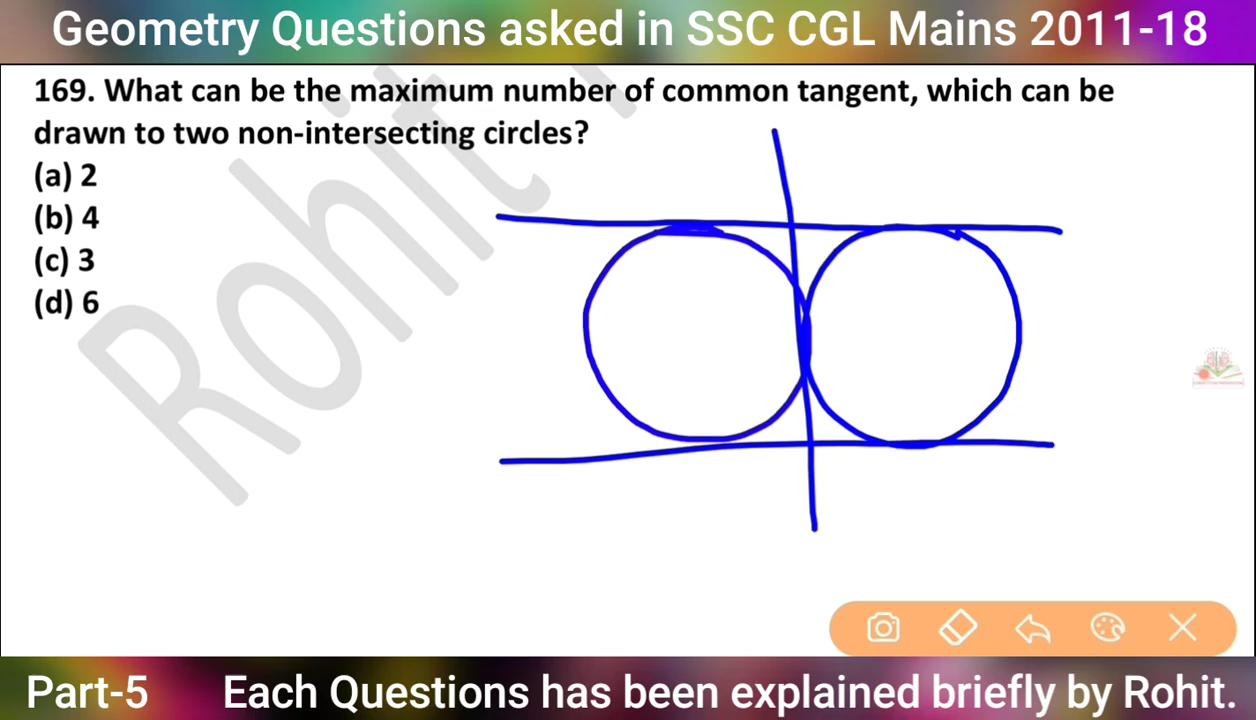 Geometry Questions asked in SSC CGL Mains 2011-18
169. What can be the maximum number of common tangent, which can be
drawn to two non-intersecting circles?
(a) 2
(b) 4
(c) 3
(d) 6
Rohit
Part-5 Each Questions has been explained briefly by Rohit.